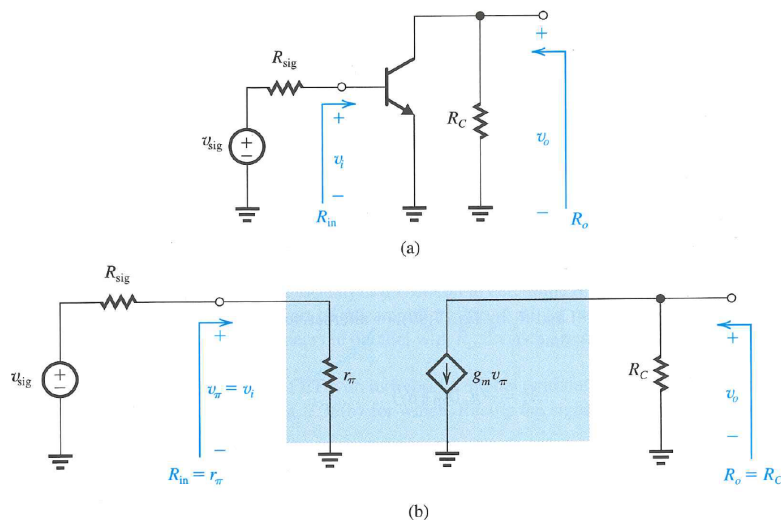 R_sig
+
R_C
v_sig
+
−
+
v_i
−
v_o
−
R_in
R_o
(a)
R_sig
v_sig
+
−
+
v_π = v_i
−
r_π
g_m v_π
R_C
+
v_o
−
R_in = r_π
R_o = R_C
(b)